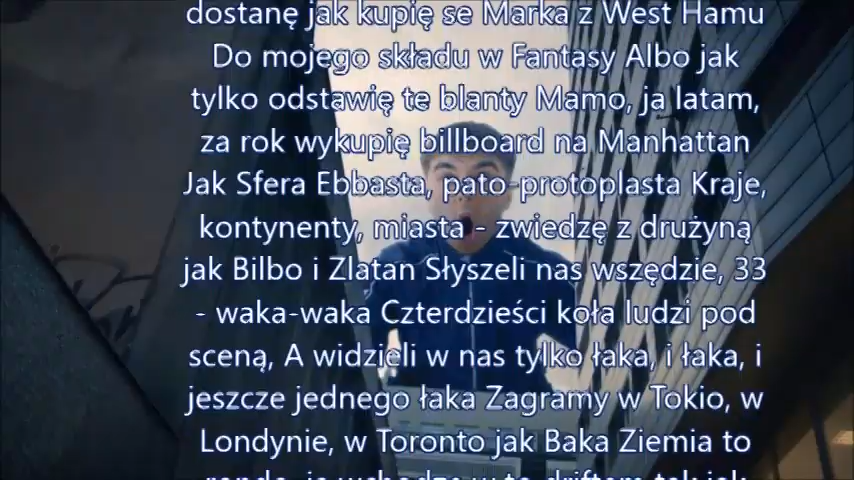 dostanę jak kupię se Marka z West Hamu
Do mojego składu w Fantasy Albo jak
tylko odstawię te blanty Mamo, ja latam,
za rok wykupię billboard na Manhattan
Jak Sfera Ebbasta, pato-protoplasta Kraje,
kontynenty, miasta - zwiedzę z drużyną
jak Bilbo i Zlatan Słyszeli nas wszędzie, 33
- waka-waka Czterdzieści koła ludzi pod
sceną, A widzieli w nas tylko łaka, i łaka, i
jeszcze jednego łaka Zagramy w Tokio, w
Londynie, w Toronto jak Baka Ziemia to